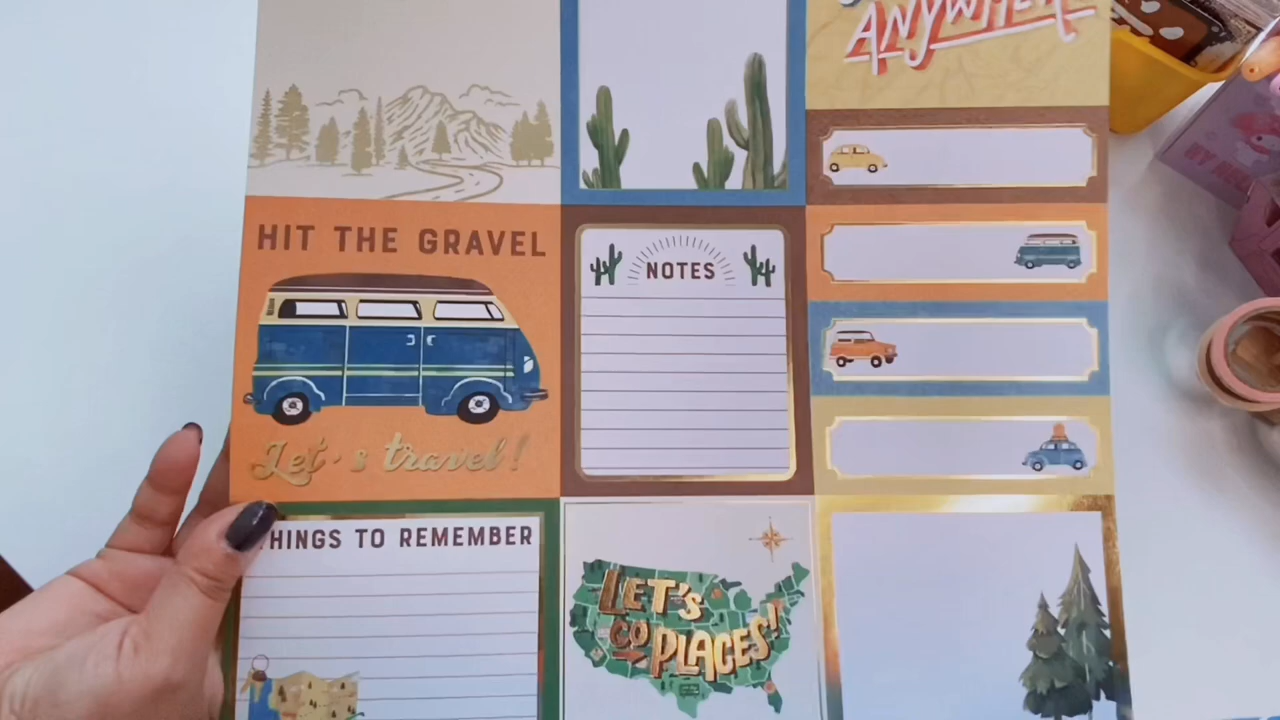 ANYWHERE
HIT THE GRAVEL
Let's travel!
NOTES
THINGS TO REMEMBER
LET'S
GO
PLACES!